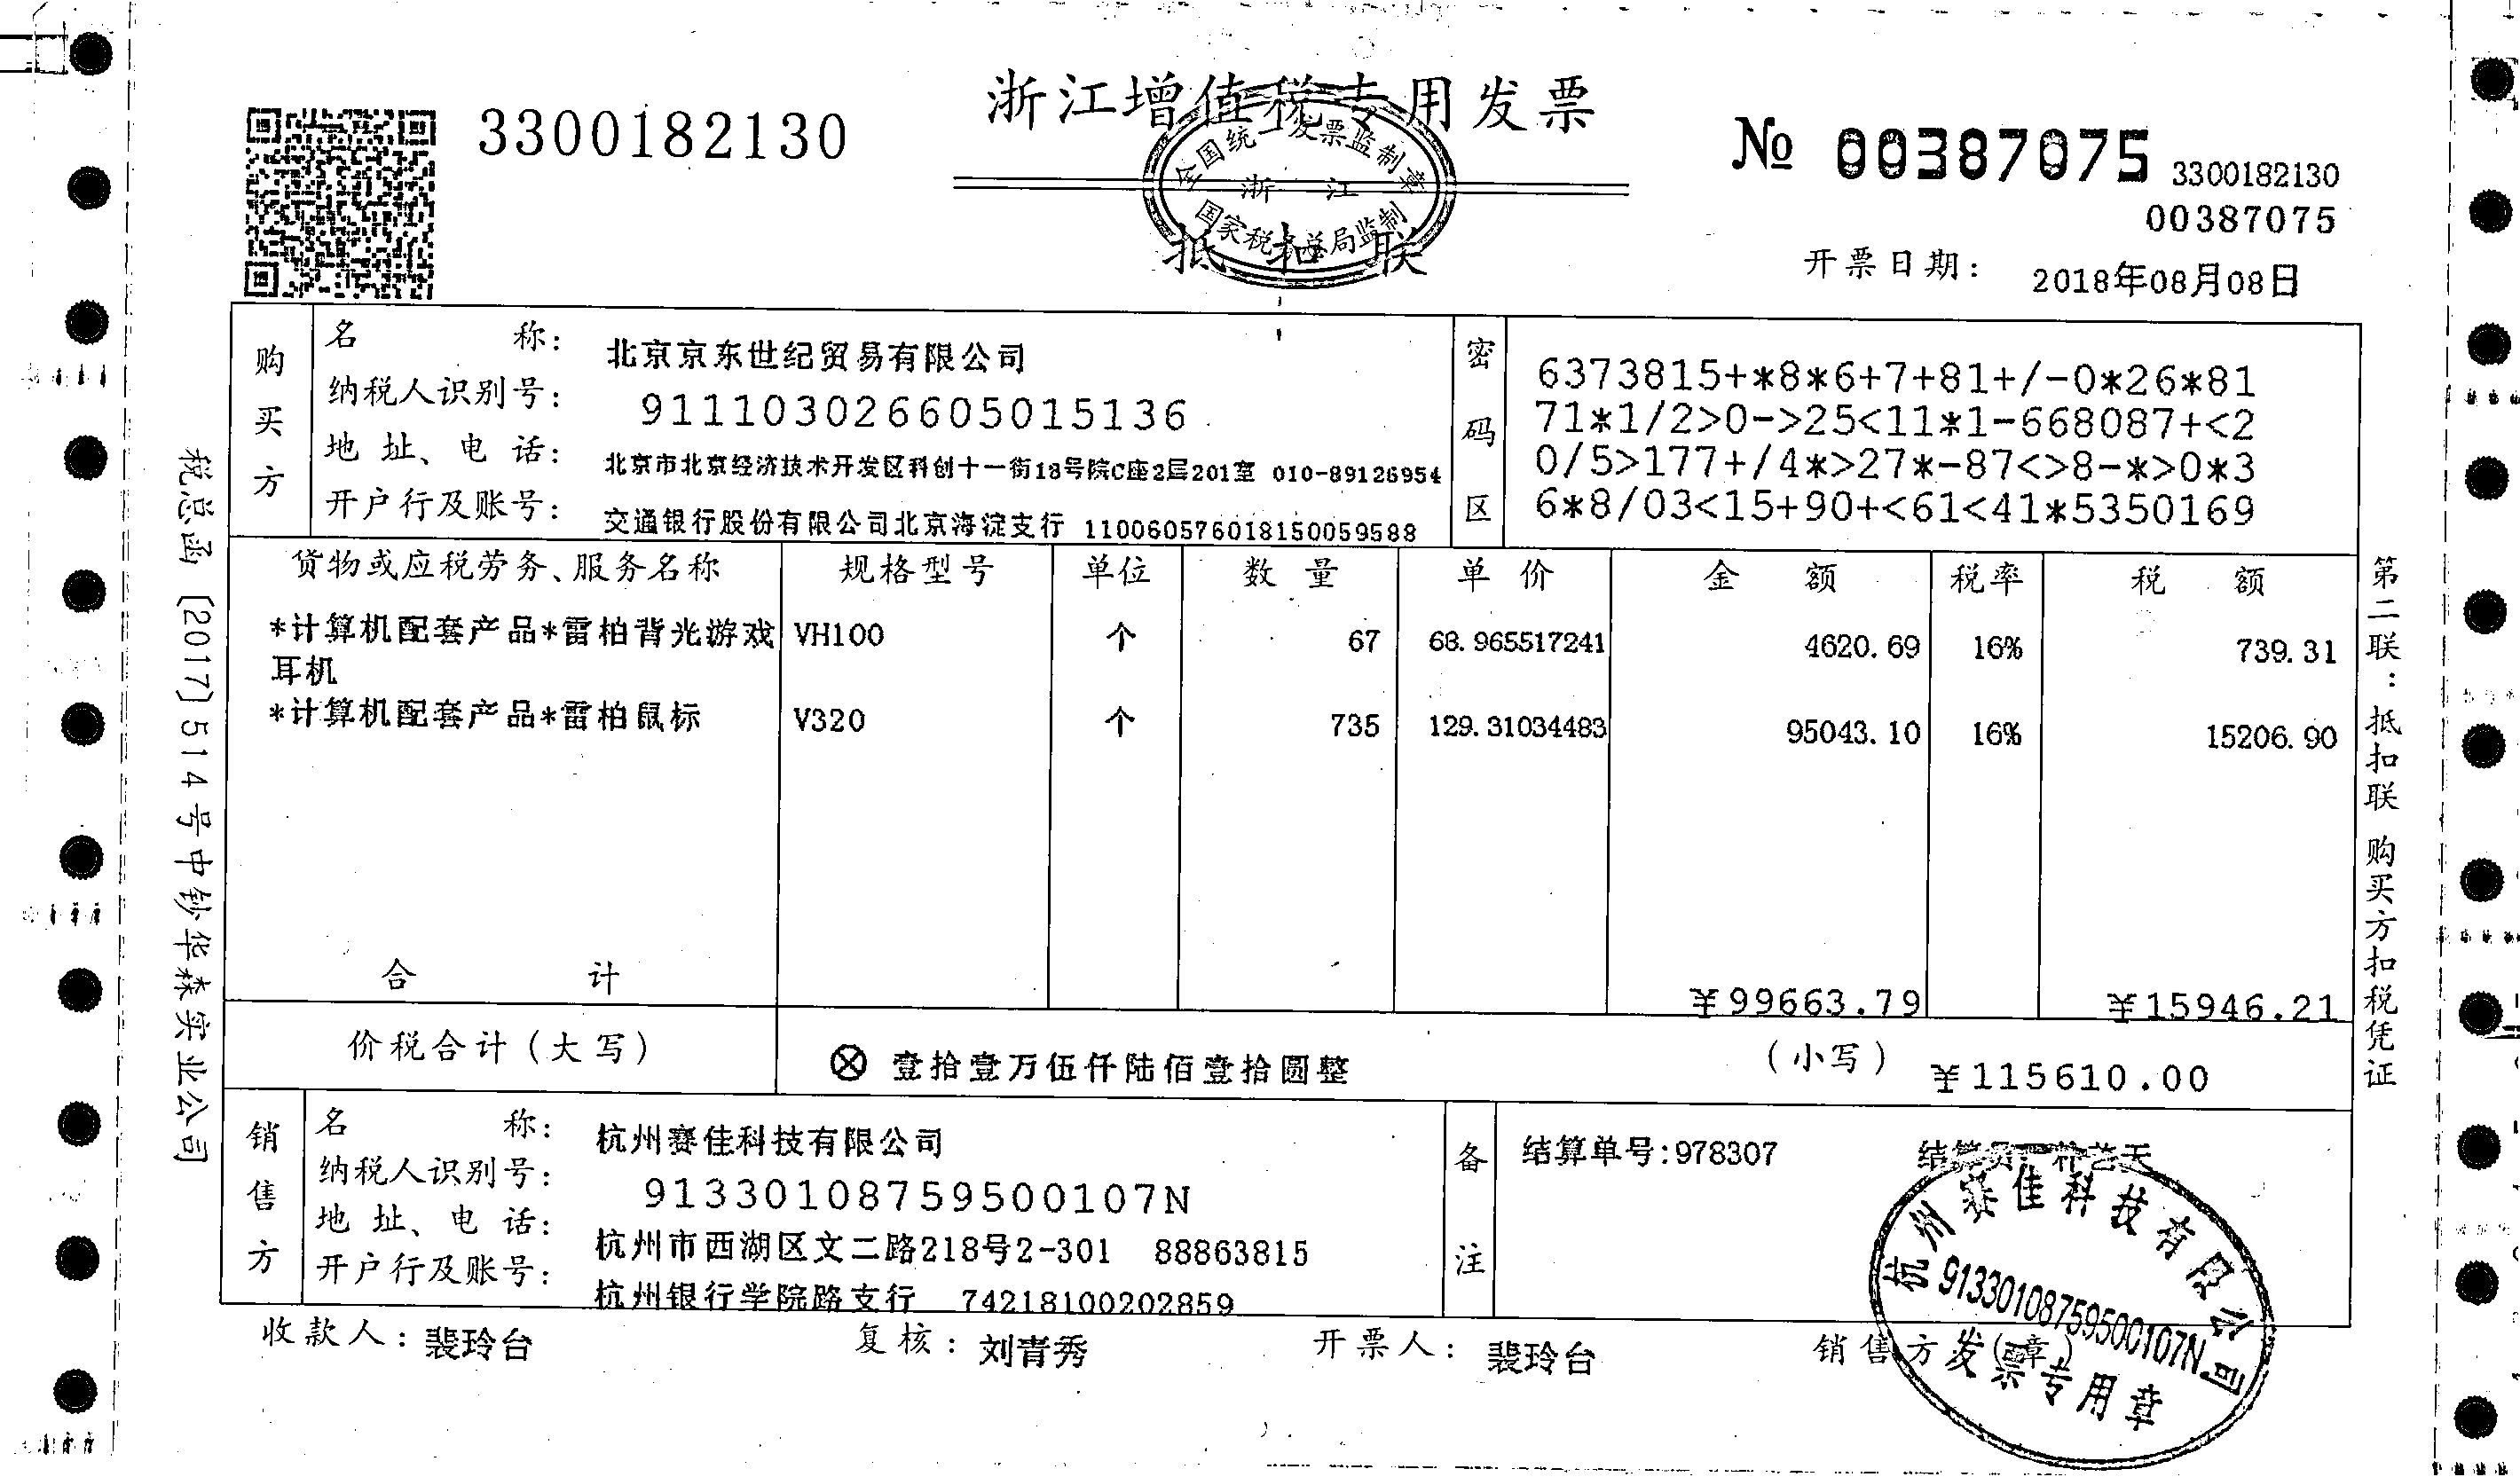 浙江增值税专用发票
3300182130
№ 00387075
3300182130
00387075
全国统一发票监制章
浙江
国家税务总局监制
抵扣联
开票日期: 2018年08月08日
购买方
名称: 北京京东世纪贸易有限公司
纳税人识别号: 911103026605015136
地址、电话: 北京市北京经济技术开发区科创十一街18号院C座2层201室 010-89126954
开户行及账号: 交通银行股份有限公司北京海淀支行 110060576018150059588
密码区
6373815+*8*6+7+81+/-0*26*81
71*1/2>0->25<11*1-668087+<2
0/5>177+/4*>27*-87<>8-*>0*3
6*8/03<15+90+<61<41*5350169
货物或应税劳务、服务名称 规格型号 单位 数量 单价 金额 税率 税额
*计算机配套产品*雷柏背光游戏 VH100 个 67 68.965517241 4620.69 16% 739.31
耳机
*计算机配套产品*雷柏鼠标 V320 个 735 129.31034483 95043.10 16% 15206.90
合计 ¥99663.79 ¥15946.21
价税合计(大写) ⊗壹拾壹万伍仟陆佰壹拾圆整 (小写) ¥115610.00
销售方
名称: 杭州赛佳科技有限公司
纳税人识别号: 91330108759500107N
地址、电话: 杭州市西湖区文二路218号2-301 88863815
开户行及账号: 杭州银行学院路支行 74218100202859
备注
结算单号:978307 结算员
收款人: 裴玲台 复核: 刘青秀 开票人: 裴玲台 销售方(章)
杭州赛佳科技有限公司
91330108759500107N
发票专用章
税总函〔2017〕514号中钞华森实业公司
第二联:抵扣联 购买方扣税凭证